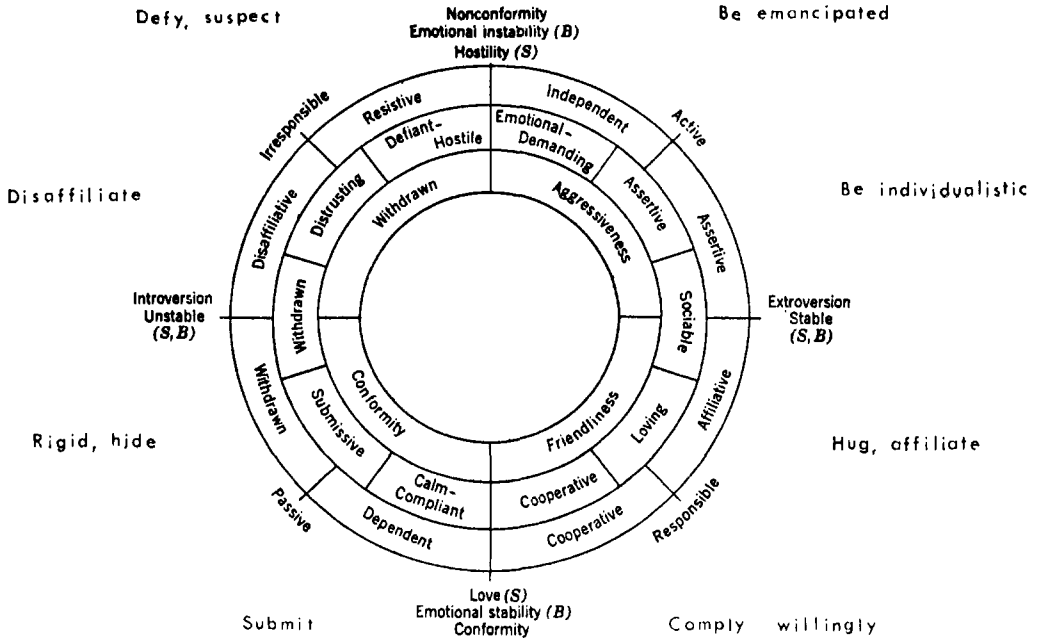 Defy, suspect
Nonconformity
Emotional instability (B)
Hostility (S)
Be emancipated
Irresponsible
Resistive
Independent
Active
Defiant-
Hostile
Emotional-
Demanding
Disaffiliate
Disaffiliative
Distrusting
Withdrawn
Aggressiveness
Assertive
Assertive
Be individualistic
Introversion
Unstable
(S, B)
Withdrawn
Sociable
Extroversion
Stable
(S, B)
Rigid, hide
Withdrawn
Submissive
Conformity
Friendliness
Loving
Affiliative
Hug, affiliate
Passive
Dependent
Calm-
Compliant
Cooperative
Cooperative
Responsible
Submit
Love (S)
Emotional stability (B)
Conformity
Comply willingly